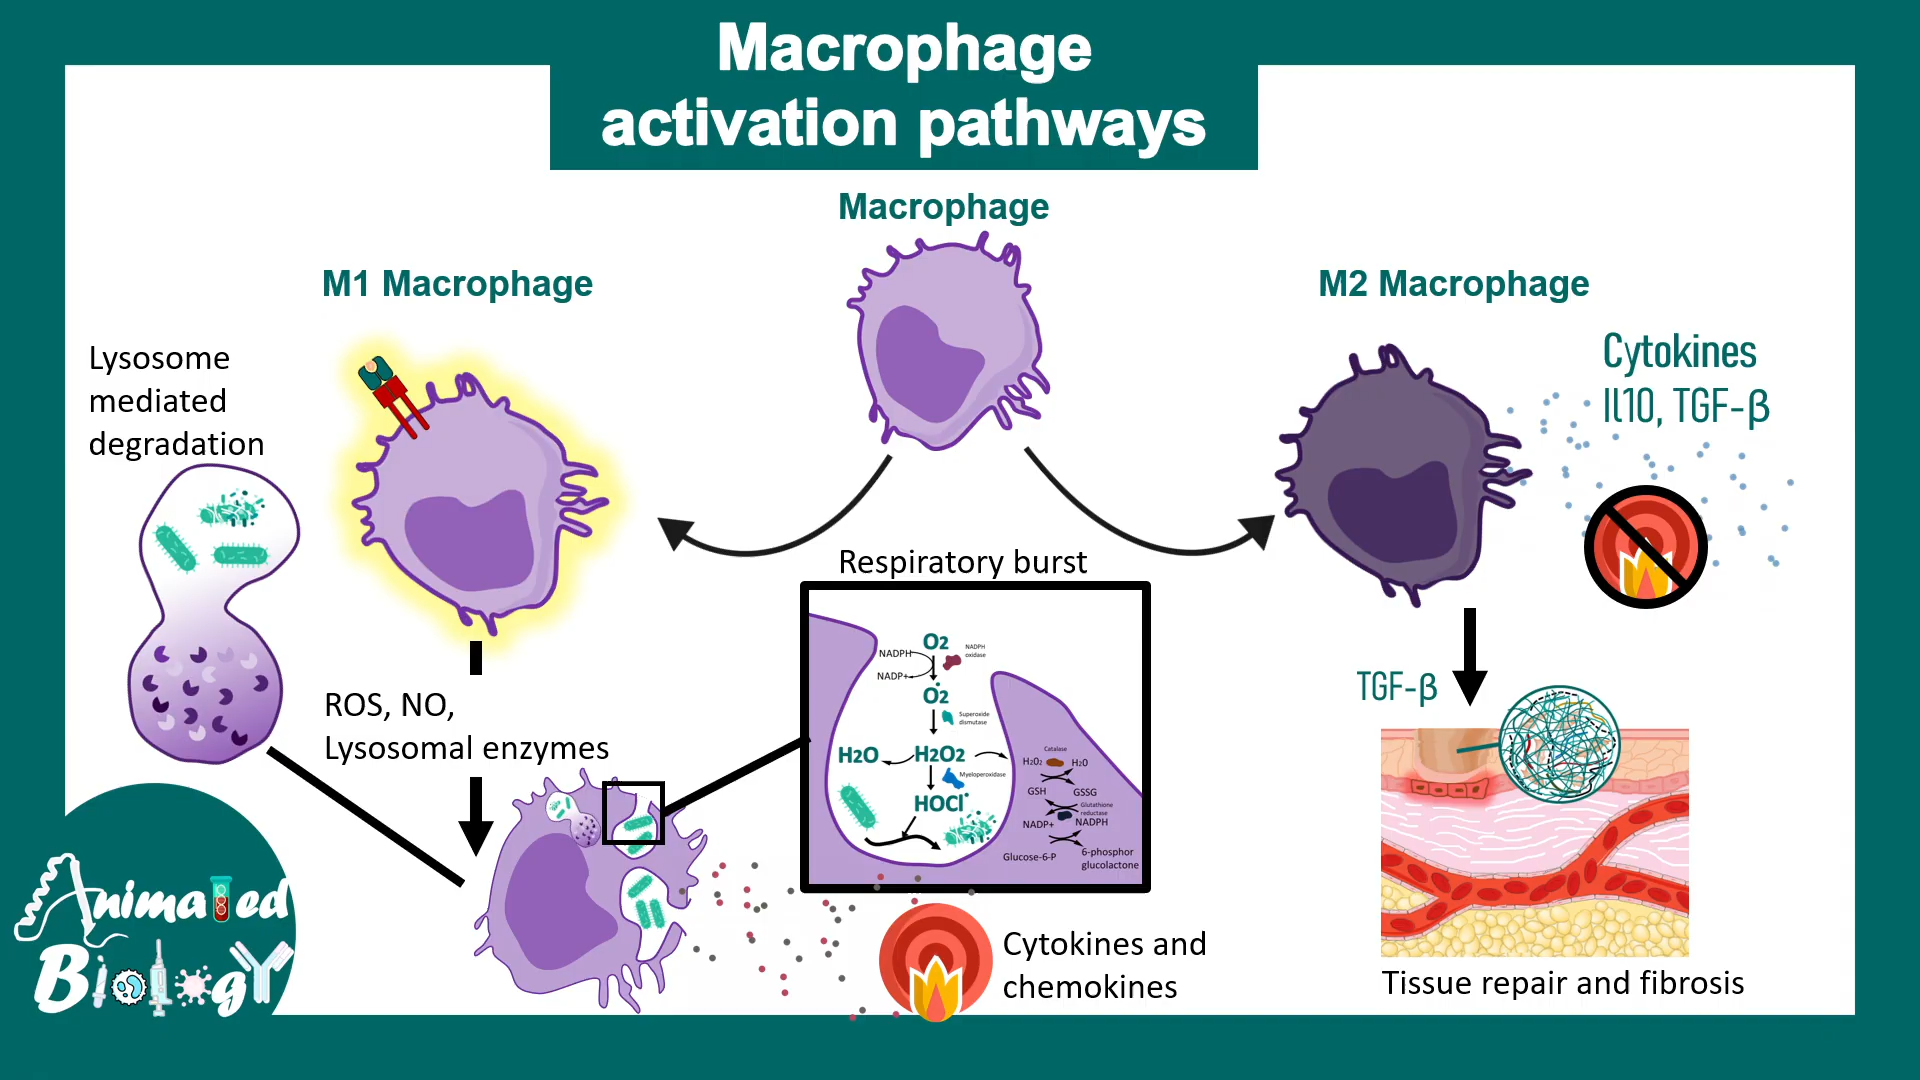 Macrophage
activation pathways
Macrophage
M1 Macrophage
M2 Macrophage
Lysosome
mediated
degradation
Cytokines
Il10, TGF-β
ROS, NO,
Lysosomal enzymes
Respiratory burst
O2
NADPH
NADPH
oxidase
NADP+
O2
Superoxide
dismutase
H2O
H2O2
Myeloperoxidase
HOCl
Catalase
H2O2
H2O
GSH
GSSG
Glutathione
reductase
NADP+
NADPH
Glucose-6-P
6-phosphor
glucolactone
Cytokines and
chemokines
TGF-β
Tissue repair and fibrosis
Animated
Biology